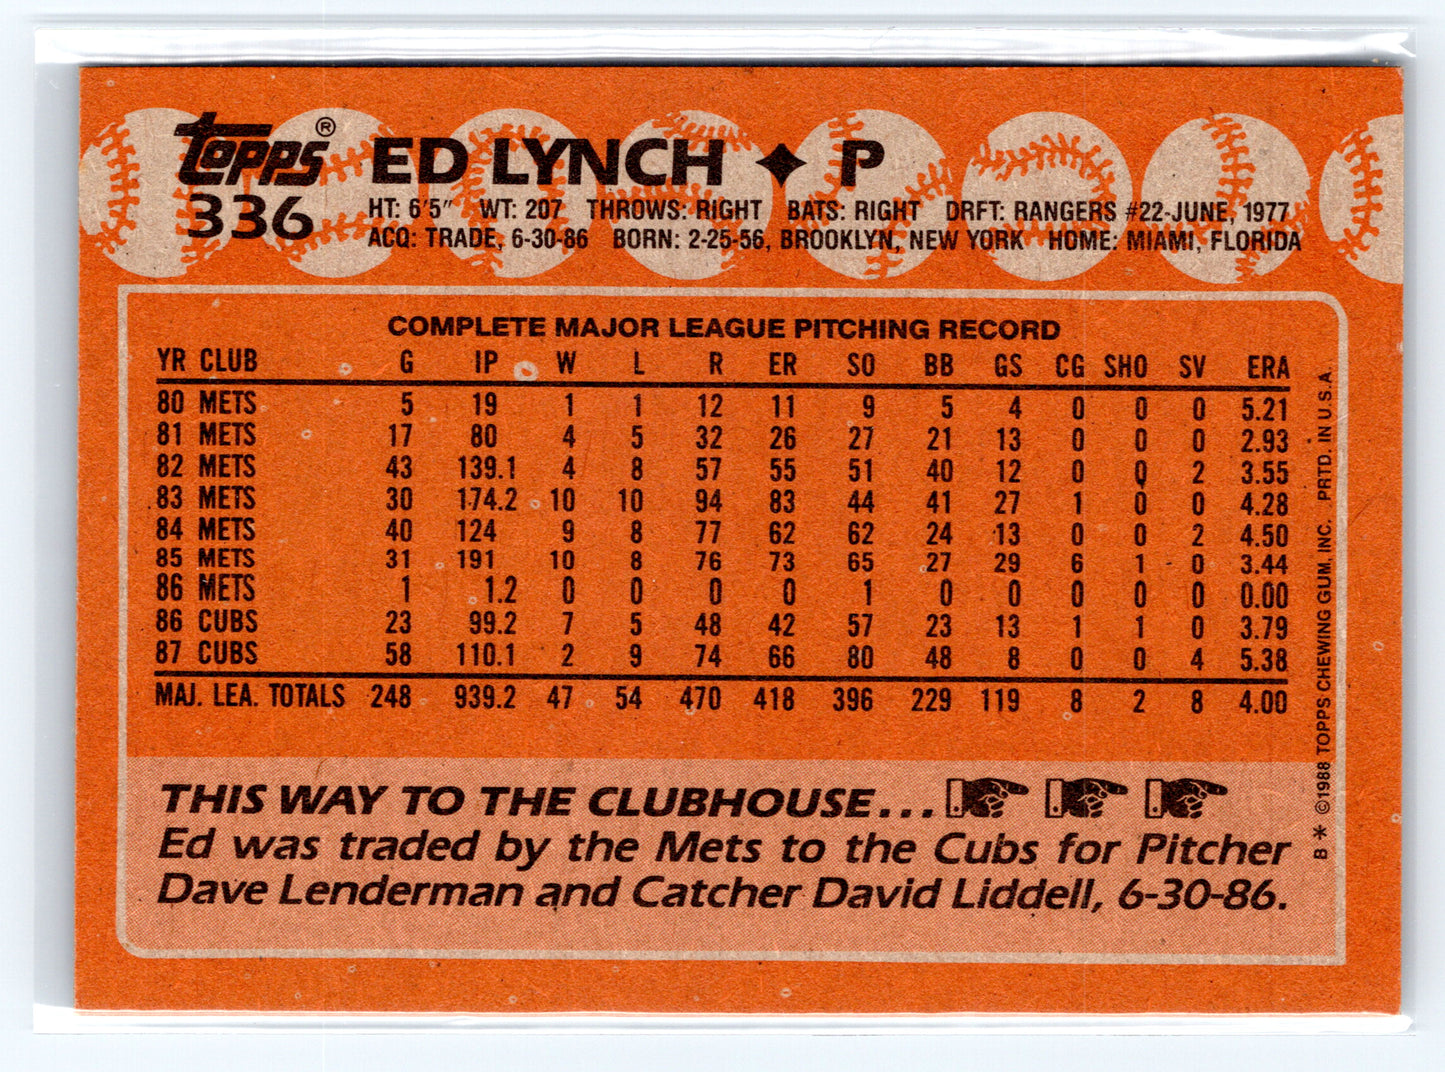 topps® ED LYNCH ✦ P
336 HT: 6'5" WT: 207 THROWS: RIGHT BATS: RIGHT DRFT: RANGERS #22-JUNE, 1977
ACQ: TRADE, 6-30-86 BORN: 2-25-56, BROOKLYN, NEW YORK HOME: MIAMI, FLORIDA
COMPLETE MAJOR LEAGUE PITCHING RECORD
YR CLUB G IP W L R ER SO BB GS CG SHO SV ERA
80 METS 5 19 1 1 12 11 9 5 4 0 0 0 5.21
81 METS 17 80 4 5 32 26 27 21 13 0 0 0 2.93
82 METS 43 139.1 4 8 57 55 51 40 12 0 0 2 3.55
83 METS 30 174.2 10 10 94 83 44 41 27 1 0 0 4.28
84 METS 40 124 9 8 77 62 62 24 13 0 0 2 4.50
85 METS 31 191 10 8 76 73 65 27 29 6 1 0 3.44
86 METS 1 1.2 0 0 0 0 1 0 0 0 0 0 0.00
86 CUBS 23 99.2 7 5 48 42 57 23 13 1 1 0 3.79
87 CUBS 58 110.1 2 9 74 66 80 48 8 0 0 4 5.38
MAJ. LEA. TOTALS 248 939.2 47 54 470 418 396 229 119 8 2 8 4.00
THIS WAY TO THE CLUBHOUSE...
Ed was traded by the Mets to the Cubs for Pitcher
Dave Lenderman and Catcher David Liddell, 6-30-86.
B* ©1988 TOPPS CHEWING GUM, INC. PRTD. IN U.S.A.